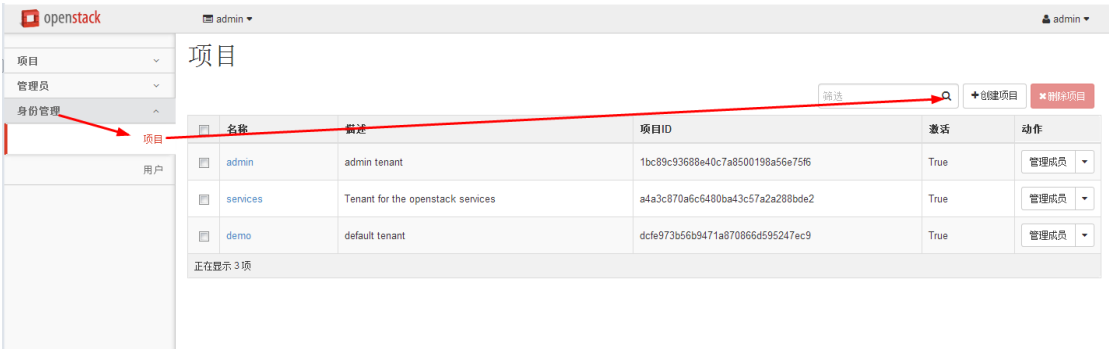 openstack
admin
admin
项目
管理员
身份管理
项目
用户
项目
筛选
创建项目
删除项目
名称 描述 项目ID 激活 动作
admin admin tenant 1bc89c93688e40c7a8500198a56e75f6 True 管理成员
services Tenant for the openstack services a4a3c870a6c6480ba43c57a2a288bde2 True 管理成员
demo default tenant dcfe973b56b9471a870866d595247ec9 True 管理成员
正在显示 3 项